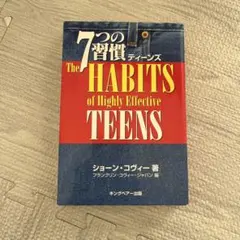 7つの
習慣 ティーンズ
The
HABITS
of Highly Effective
TEENS
ショーン・コヴィー 著
フランクリン・コヴィー・ジャパン 編
キングベアー出版